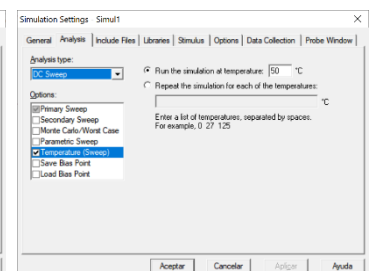 Simulation Settings Simul1
General Analysis Include Files Libraries Stimulus Options Data Collection Probe Window
Analysis type:
DC Sweep
Options:
Primary Sweep
Secondary Sweep
Monte Carlo/Worst Case
Parametric Sweep
Temperature (Sweep)
Save Bias Point
Load Bias Point
Run the simulation at temperature: 50 °C
Repeat the simulation for each of the temperatures:
°C
Enter a list of temperatures, separated by spaces.
For example, 0 27 125
Aceptar Cancelar Aplicar Ayuda